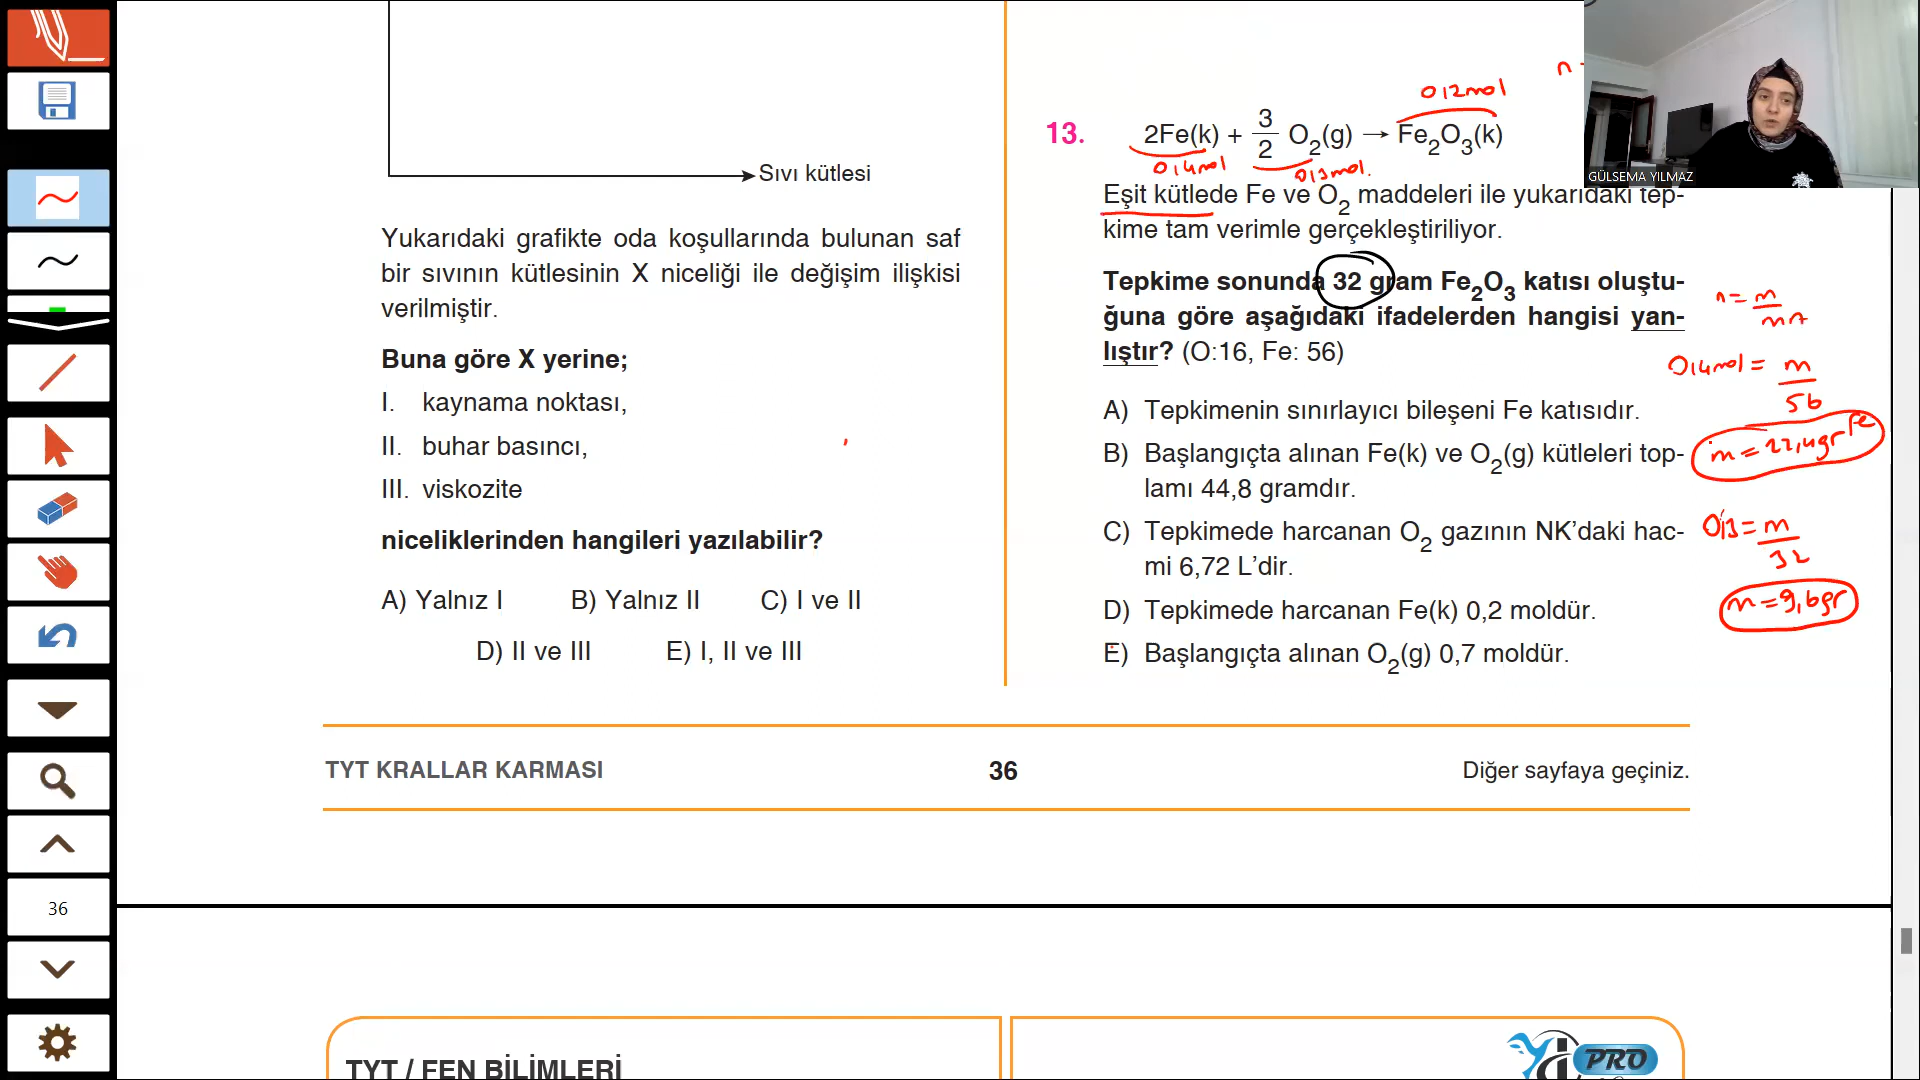 Sıvı kütlesi
Yukarıdaki grafikte oda koşullarında bulunan saf
bir sıvının kütlesinin X niceliği ile değişim ilişkisi
verilmiştir.
Buna göre X yerine;
I. kaynama noktası,
II. buhar basıncı,
III. viskozite
niceliklerinden hangileri yazılabilir?
A) Yalnız I B) Yalnız II C) I ve II
D) II ve III E) I, II ve III
n -
0,2mol
13. 2Fe(k) + 3/2 O2(g) → Fe2O3(k)
0,4mol 0,3mol.
Eşit kütlede Fe ve O2 maddeleri ile yukarıdaki tep-
kime tam verimle gerçekleştiriliyor.
Tepkime sonunda 32 gram Fe2O3 katısı oluştu-
ğuna göre aşağıdaki ifadelerden hangisi yan-
lıştır? (O:16, Fe: 56)
A) Tepkimenin sınırlayıcı bileşeni Fe katısıdır.
B) Başlangıçta alınan Fe(k) ve O2(g) kütleleri top-
lamı 44,8 gramdır.
C) Tepkimede harcanan O2 gazının NK’daki hac-
mi 6,72 L’dir.
D) Tepkimede harcanan Fe(k) 0,2 moldür.
E) Başlangıçta alınan O2(g) 0,7 moldür.
n = m/mA
0,4mol = m/56
m = 22,4gr Fe
0,3 = m/32
m = 9,6gr
GÜLSEMA YILMAZ
TYT KRALLAR KARMASI 36 Diğer sayfaya geçiniz.
36
TYT / FEN BİLİMLERİ
PRO